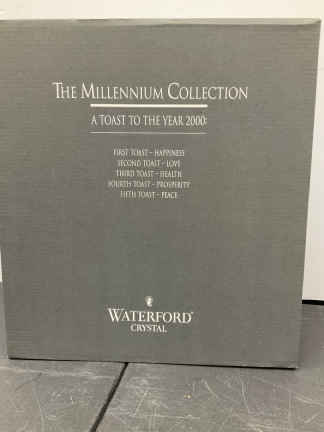 THE MILLENNIUM COLLECTION
A TOAST TO THE YEAR 2000:
FIRST TOAST – HAPPINESS
SECOND TOAST – LOVE
THIRD TOAST – HEALTH
FOURTH TOAST – PROSPERITY
FIFTH TOAST – PEACE
WATERFORD®
CRYSTAL